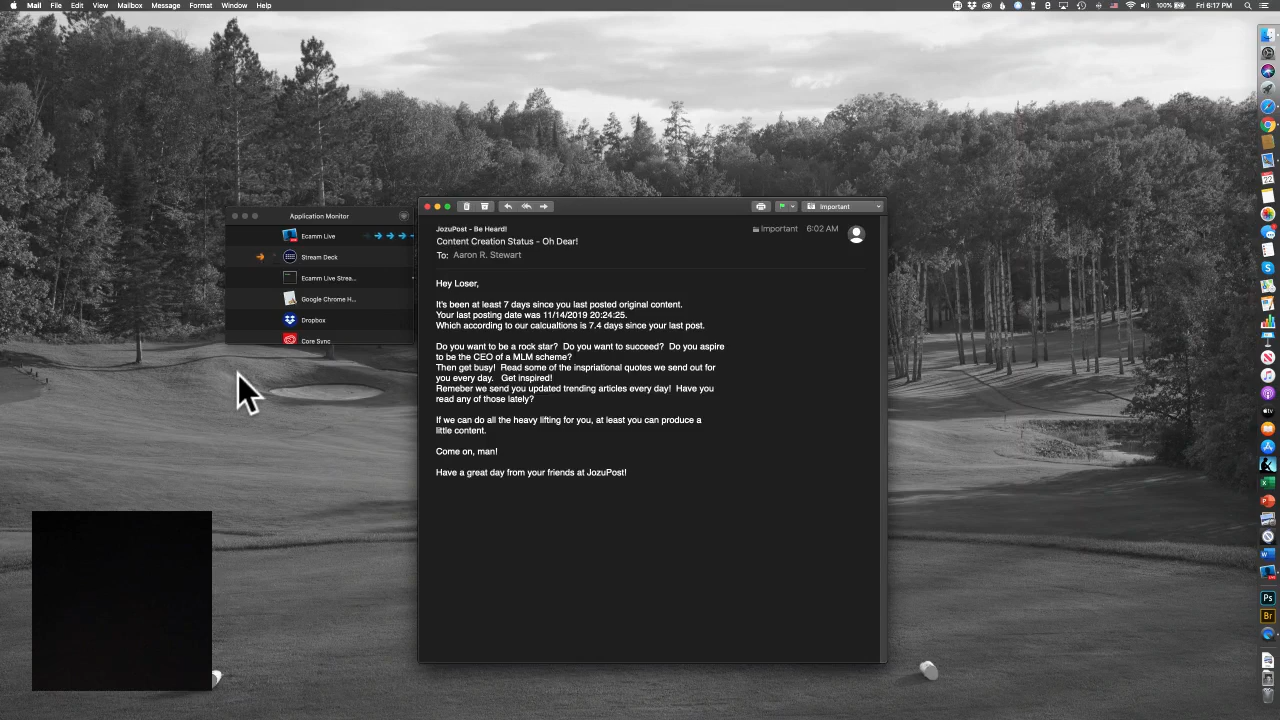 Mail File Edit View Mailbox Message Format Window Help
100% Fri 6:17 PM
Application Monitor
Ecamm Live
Stream Deck
Ecamm Live Strea...
Google Chrome H...
Dropbox
Core Sync
Important
JozuPost - Be Heard!
Important 6:02 AM
Content Creation Status - Oh Dear!
To: Aaron R. Stewart
Hey Loser,
It's been at least 7 days since you last posted original content.
Your last posting date was 11/14/2019 20:24:25.
Which according to our calcualtions is 7.4 days since your last post.
Do you want to be a rock star? Do you want to succeed? Do you aspire
to be the CEO of a MLM scheme?
Then get busy! Read some of the inspriational quotes we send out for
you every day. Get inspired!
Remeber we send you updated trending articles every day! Have you
read any of those lately?
If we can do all the heavy lifting for you, at least you can produce a
little content.
Come on, man!
Have a great day from your friends at JozuPost!
22
tv
Ps
Br